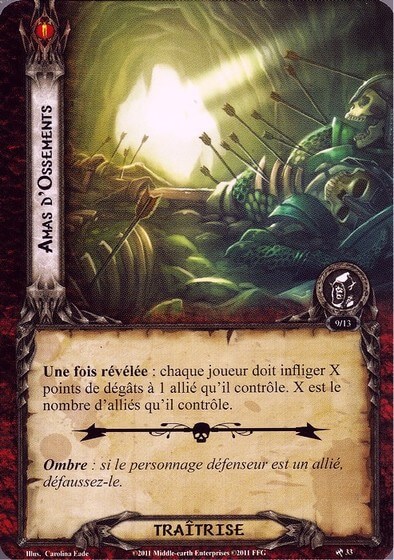 AMAS D'OSSEMENTS
9/13
Une fois révélée : chaque joueur doit infliger X
points de dégâts à 1 allié qu'il contrôle. X est le
nombre d'alliés qu'il contrôle.
Ombre : si le personnage défenseur est un allié,
défaussez-le.
TRAÎTRISE
Illus. Carolina Eade ©2011 Middle-earth Enterprises ©2011 FFG N° 33